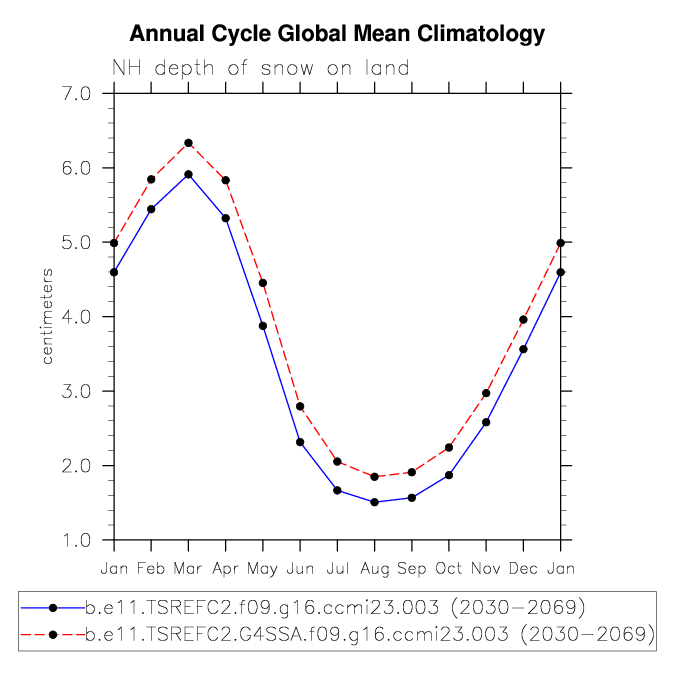 Annual Cycle Global Mean Climatology
NH depth of snow on land
7.0
6.0
5.0
4.0
3.0
2.0
1.0
centimeters
Jan Feb Mar Apr May Jun Jul Aug Sep Oct Nov Dec Jan
b.e11.TSREFC2.f09.g16.ccmi23.003 (2030-2069)
b.e11.TSREFC2.G4SSA.f09.g16.ccmi23.003 (2030-2069)